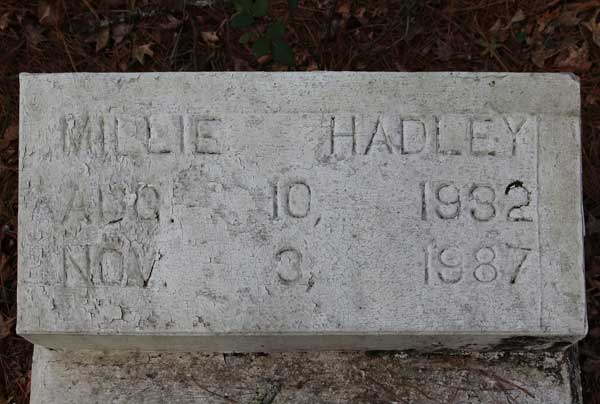 MILLIE HADLEY
AUG. 10, 1932
NOV. 3, 1987